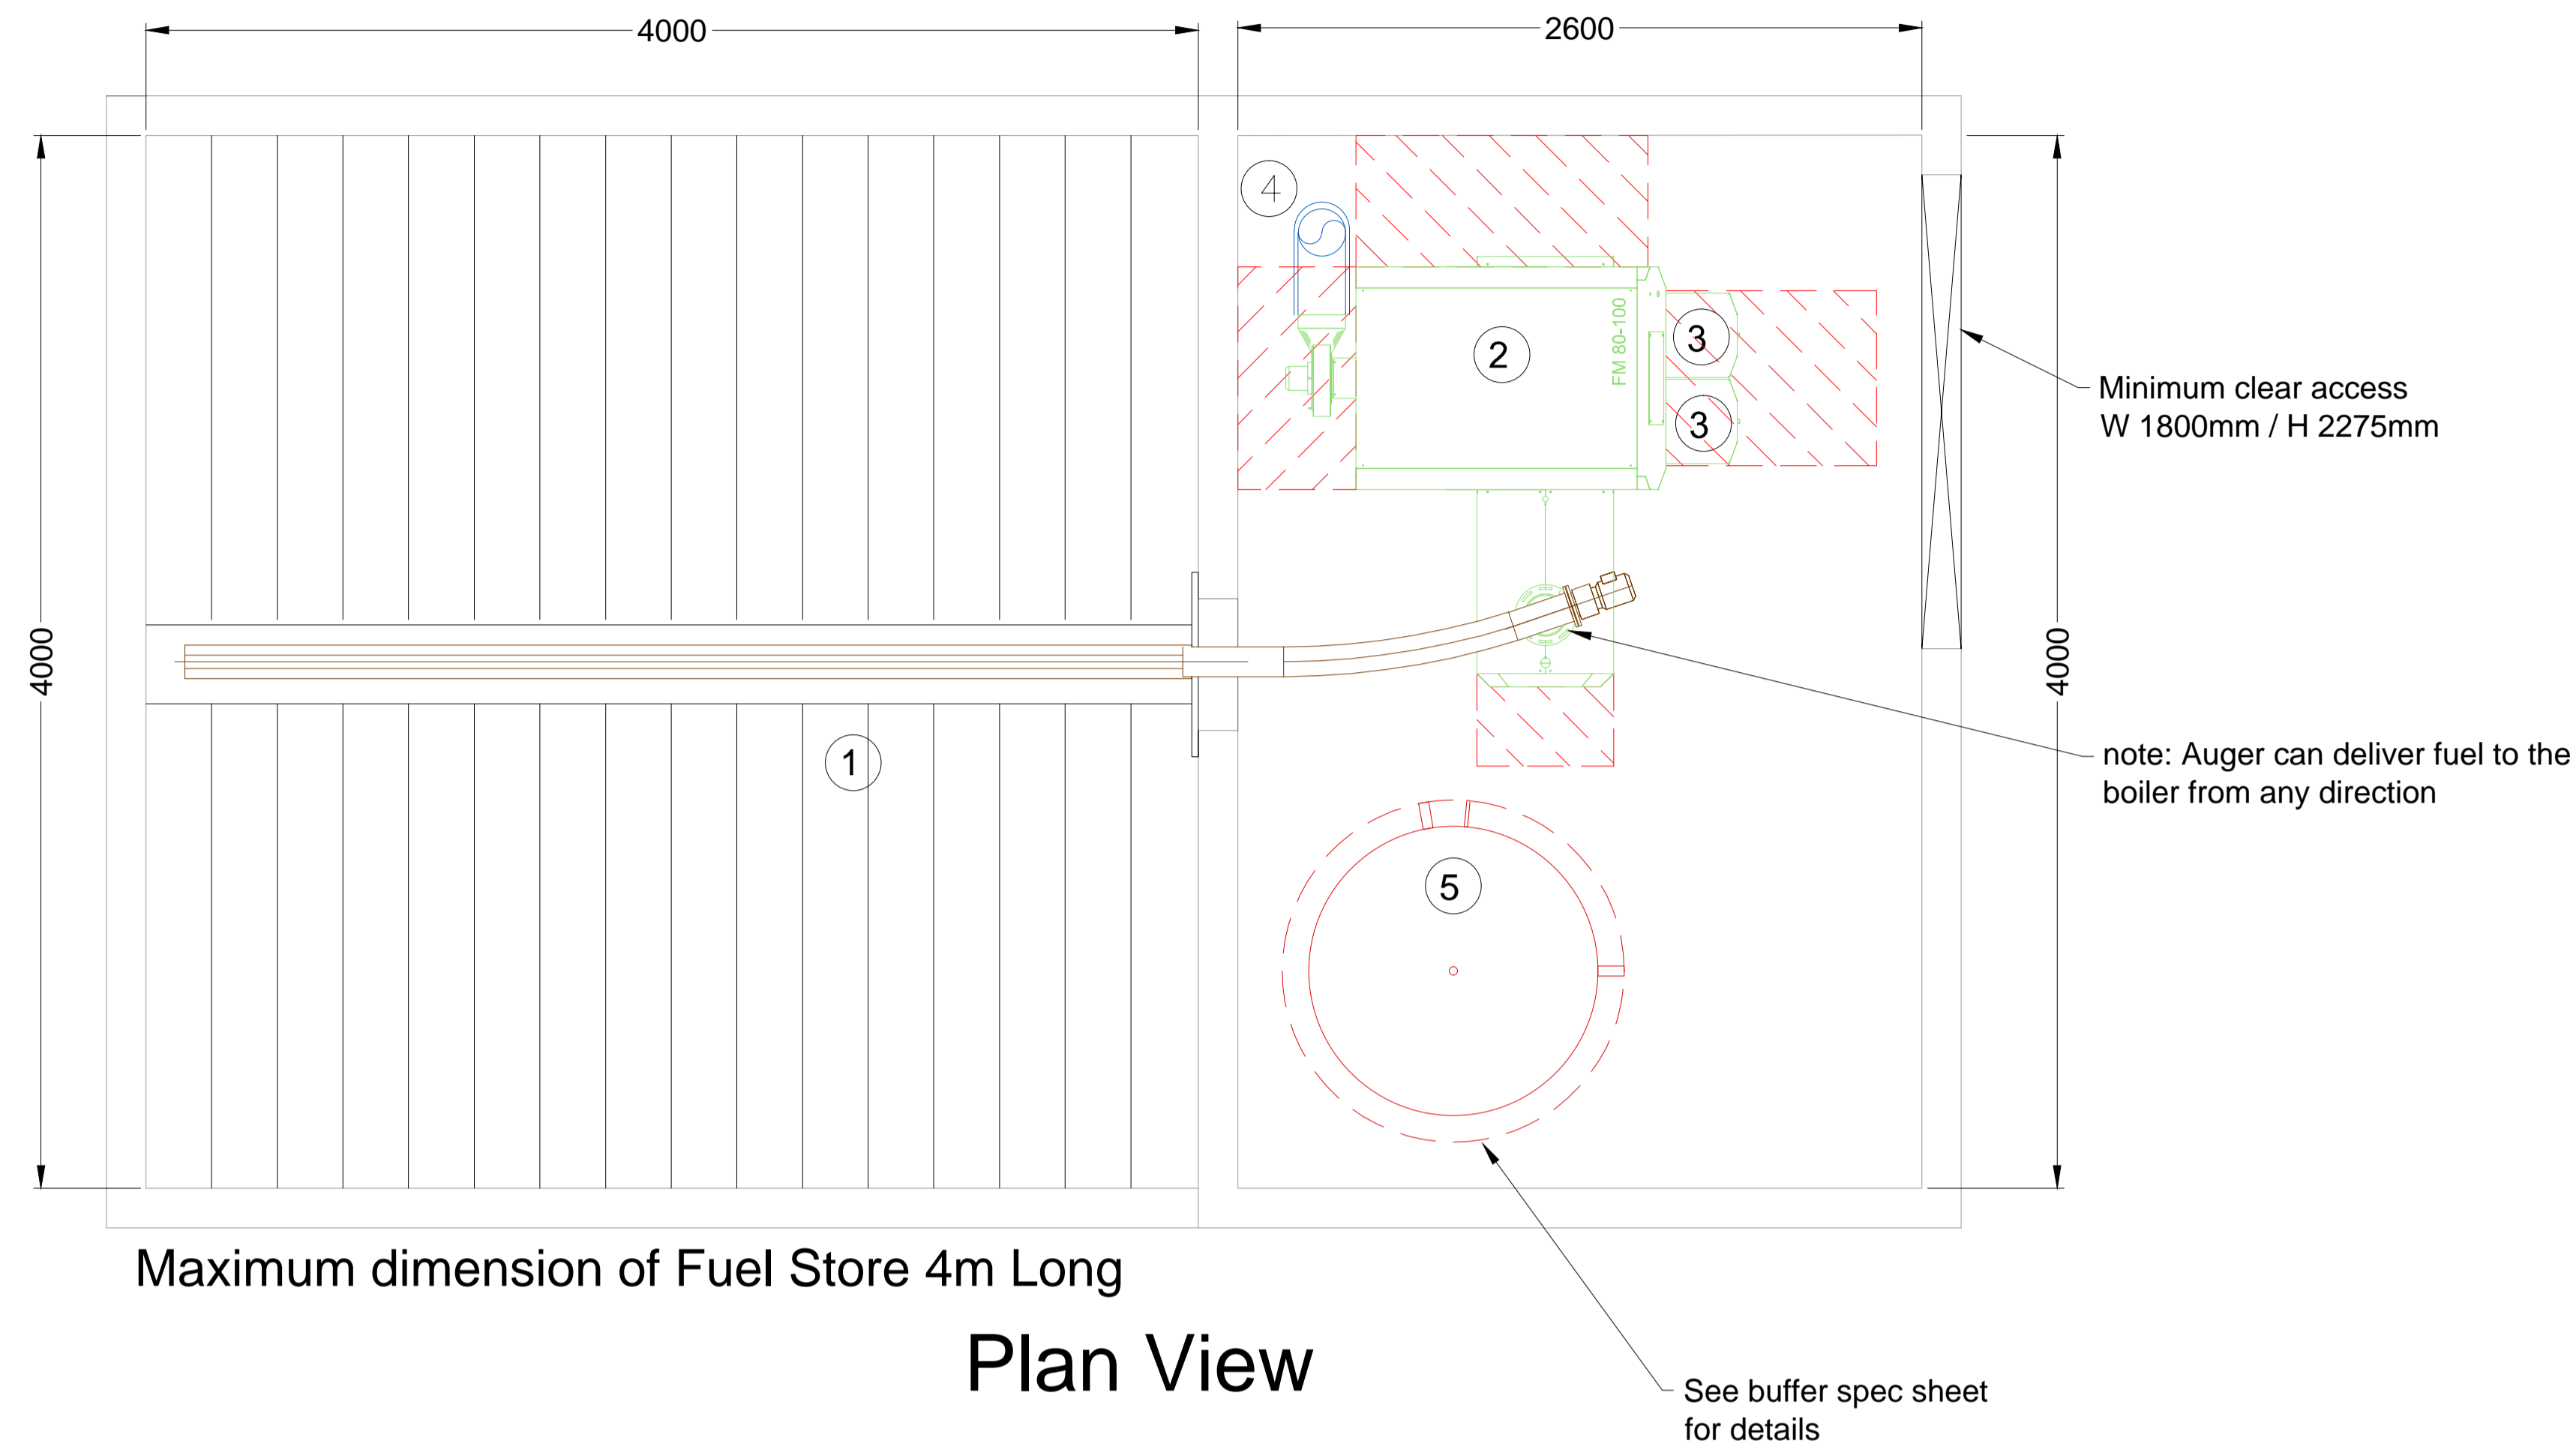 4000
2600
4
2
FM 80-100
3
3
Minimum clear access
W 1800mm / H 2275mm
4000
4000
note: Auger can deliver fuel to the
boiler from any direction
1
5
Maximum dimension of Fuel Store 4m Long
Plan View
See buffer spec sheet
for details